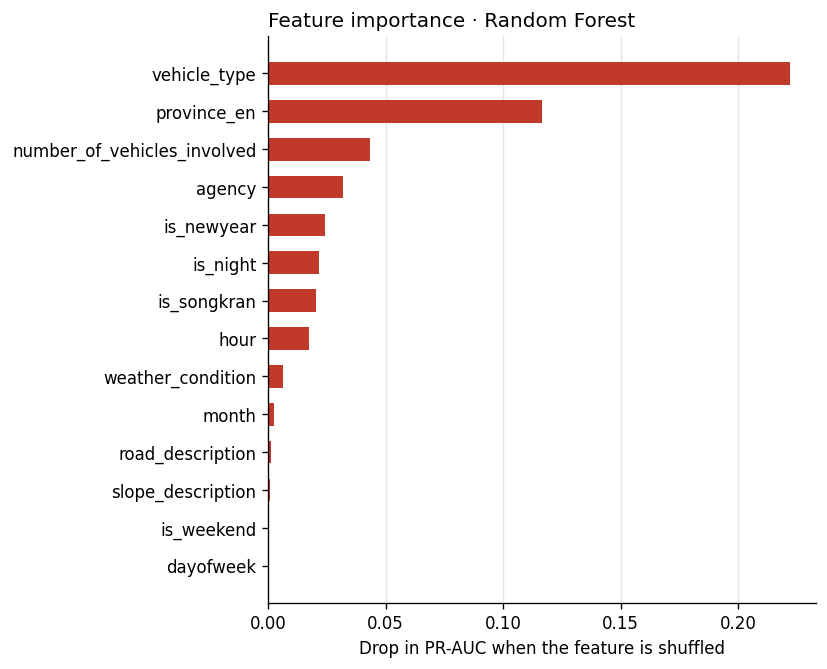 Feature importance · Random Forest
vehicle_type
province_en
number_of_vehicles_involved
agency
is_newyear
is_night
is_songkran
hour
weather_condition
month
road_description
slope_description
is_weekend
dayofweek
0.00 0.05 0.10 0.15 0.20
Drop in PR-AUC when the feature is shuffled